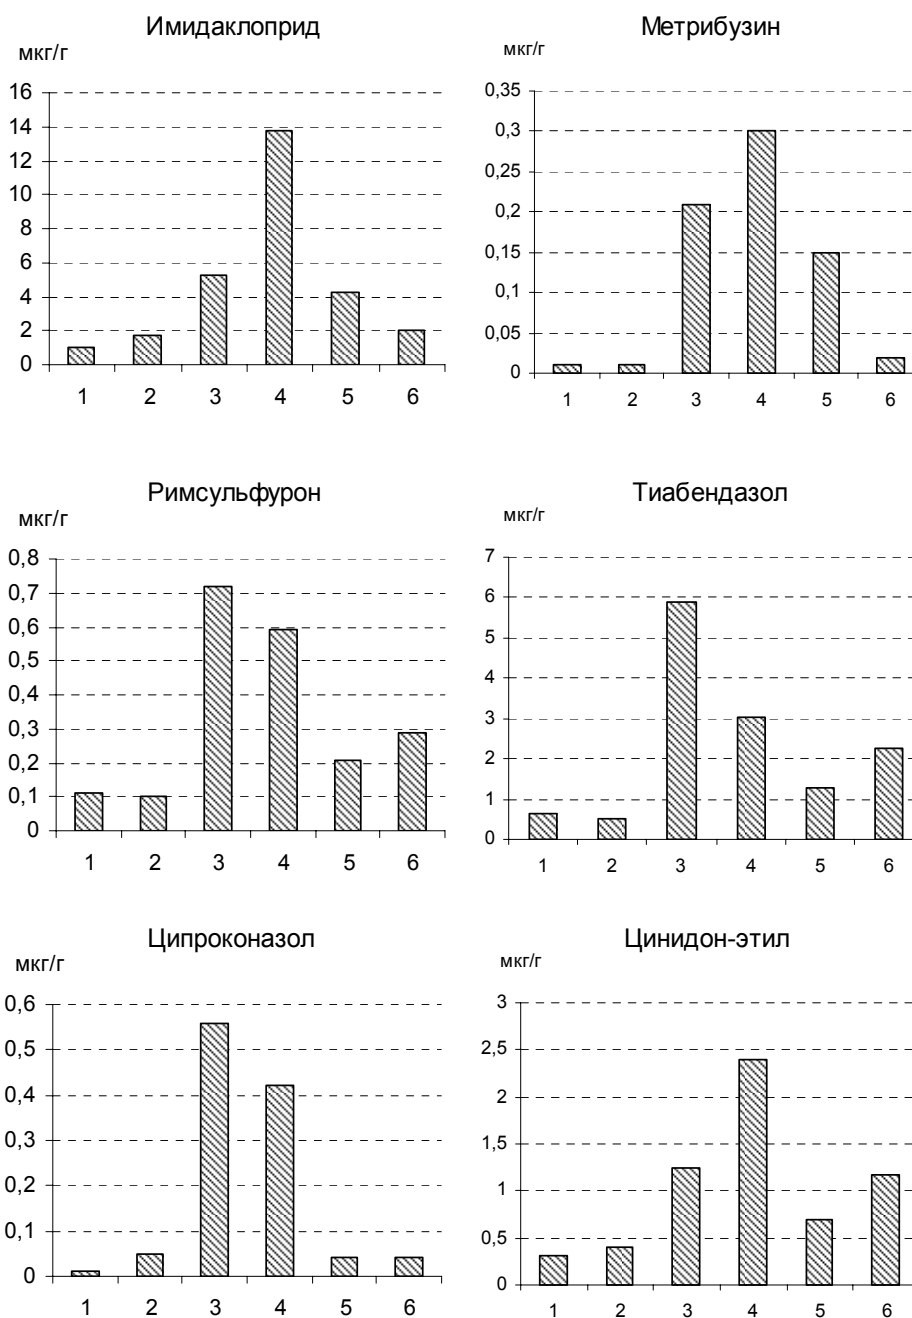 Имидаклоприд
мкг/г
16
14
12
10
8
6
4
2
0
1 2 3 4 5 6
Метрибузин
мкг/г
0,35
0,3
0,25
0,2
0,15
0,1
0,05
0
1 2 3 4 5 6
Римсульфурон
мкг/г
0,8
0,7
0,6
0,5
0,4
0,3
0,2
0,1
0
1 2 3 4 5 6
Тиабендазол
мкг/г
7
6
5
4
3
2
1
0
1 2 3 4 5 6
Ципроконазол
мкг/г
0,6
0,5
0,4
0,3
0,2
0,1
0
1 2 3 4 5 6
Цинидон-этил
мкг/г
3
2,5
2
1,5
1
0,5
0
1 2 3 4 5 6